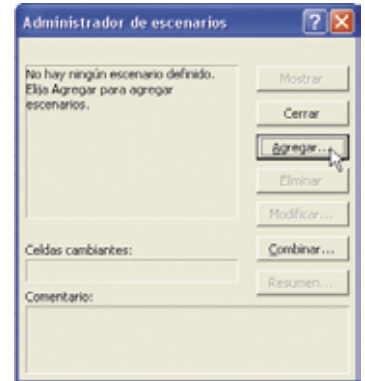 Administrador de escenarios
No hay ningún escenario definido.
Elija Agregar para agregar
escenarios.
Mostrar
Cerrar
Agregar...
Eliminar
Modificar...
Celdas cambiantes:
Combinar...
Resumen...
Comentario: